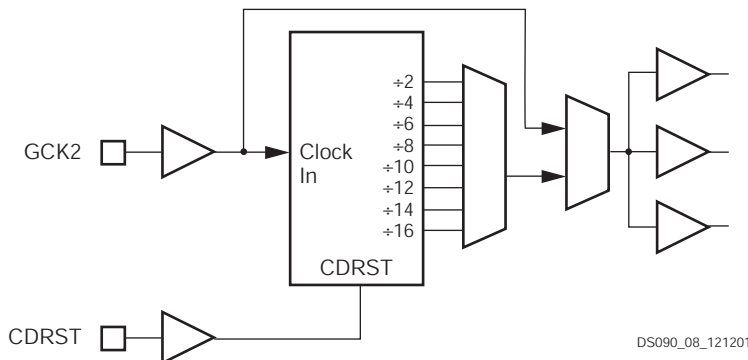 GCK2
Clock
In
÷2
÷4
÷6
÷8
÷10
÷12
÷14
÷16
CDRST
CDRST
DS090_08_121201